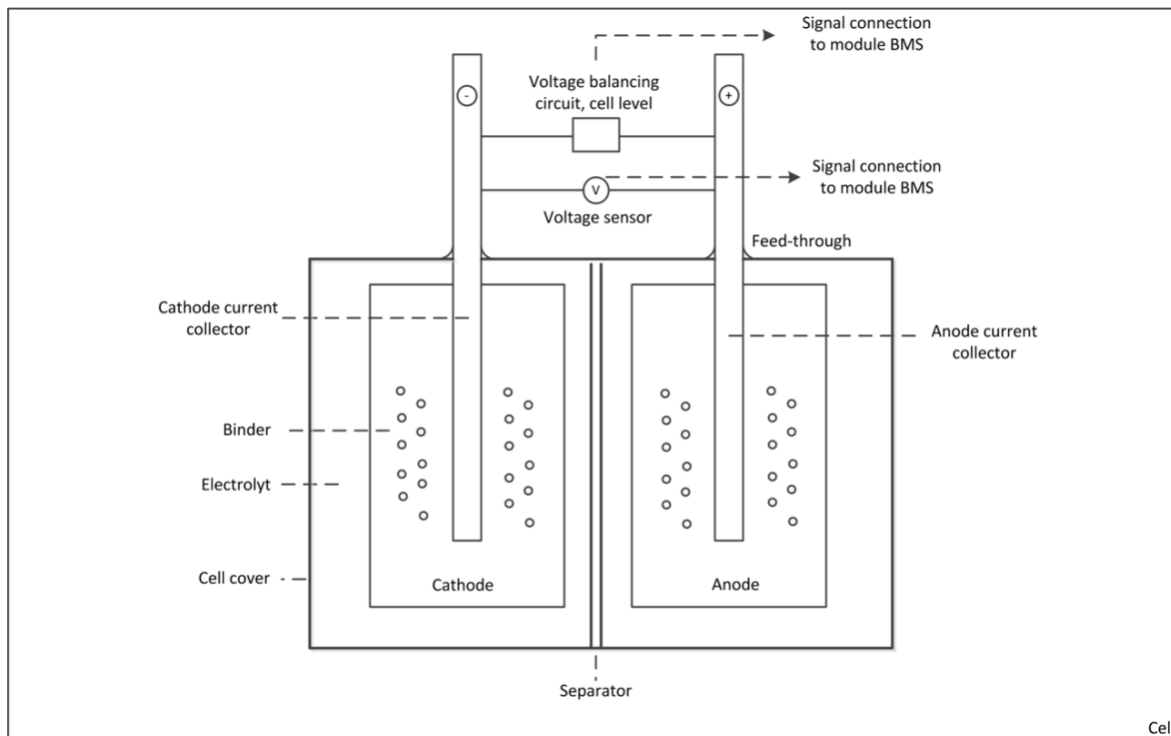 Signal connection
to module BMS
Voltage balancing
circuit, cell level
-
+
Signal connection
to module BMS
V
Voltage sensor
Feed-through
Cathode current
collector
Anode current
collector
Binder
Electrolyt
Cell cover
Cathode
Anode
Separator
Cel